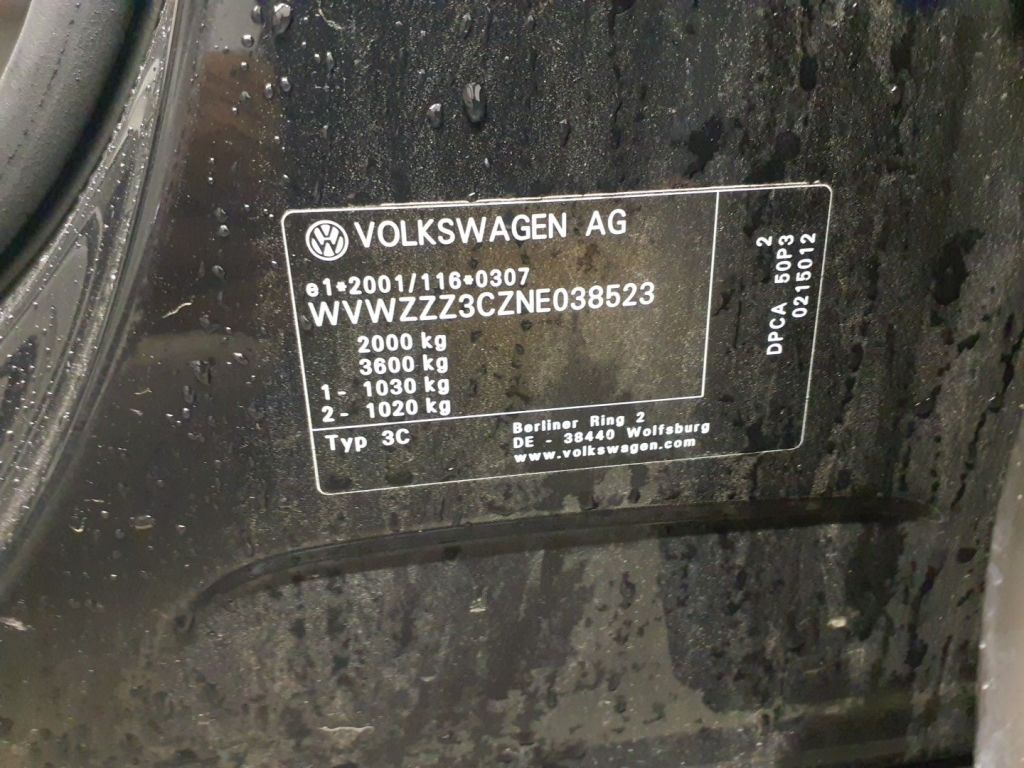 VOLKSWAGEN AG
e1*2001/116*0307
WVWZZZ3CZNE038523
2000 kg
3600 kg
1 - 1030 kg
2 - 1020 kg
Typ 3C
Berliner Ring 2
DE - 38440 Wolfsburg
www.volkswagen.com
2
DPCA 50P3
0215012